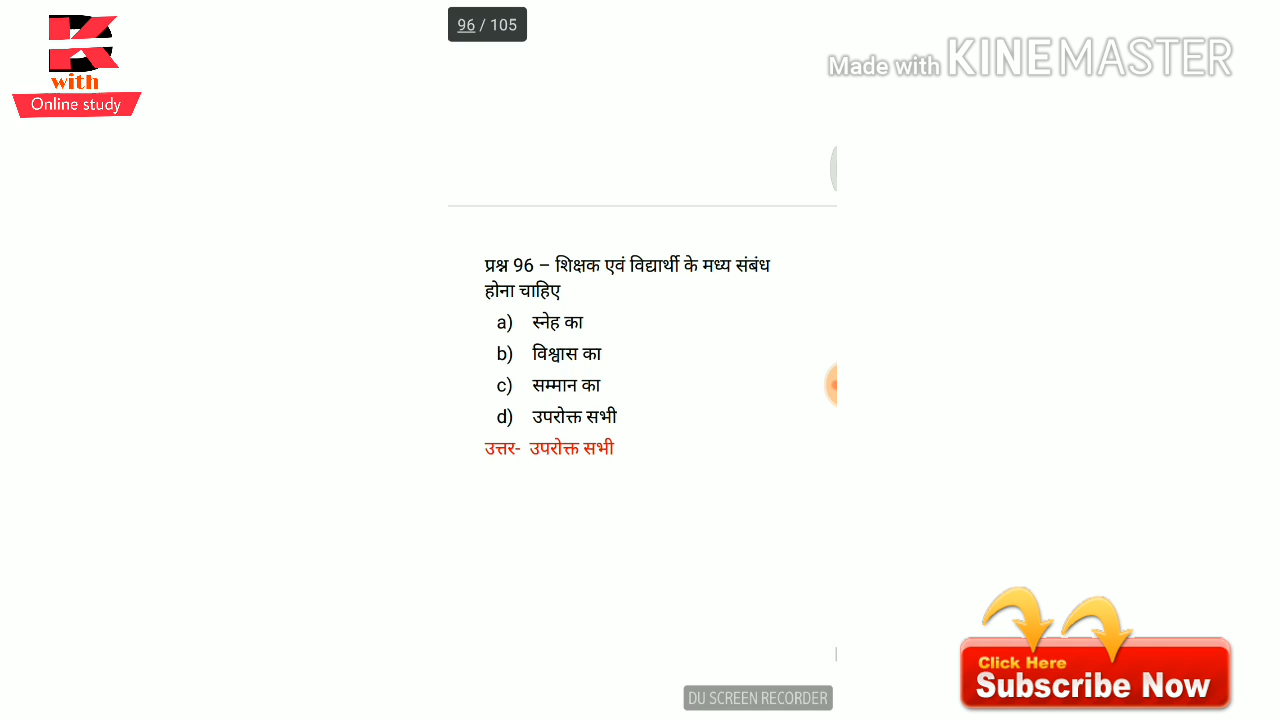 96 / 105
Made with KINEMASTER
K
with
Online study
प्रश्न 96 – शिक्षक एवं विद्यार्थी के मध्य संबंध
होना चाहिए
a) स्नेह का
b) विश्वास का
c) सम्मान का
d) उपरोक्त सभी
उत्तर- उपरोक्त सभी
Click Here
Subscribe Now
DU SCREEN RECORDER